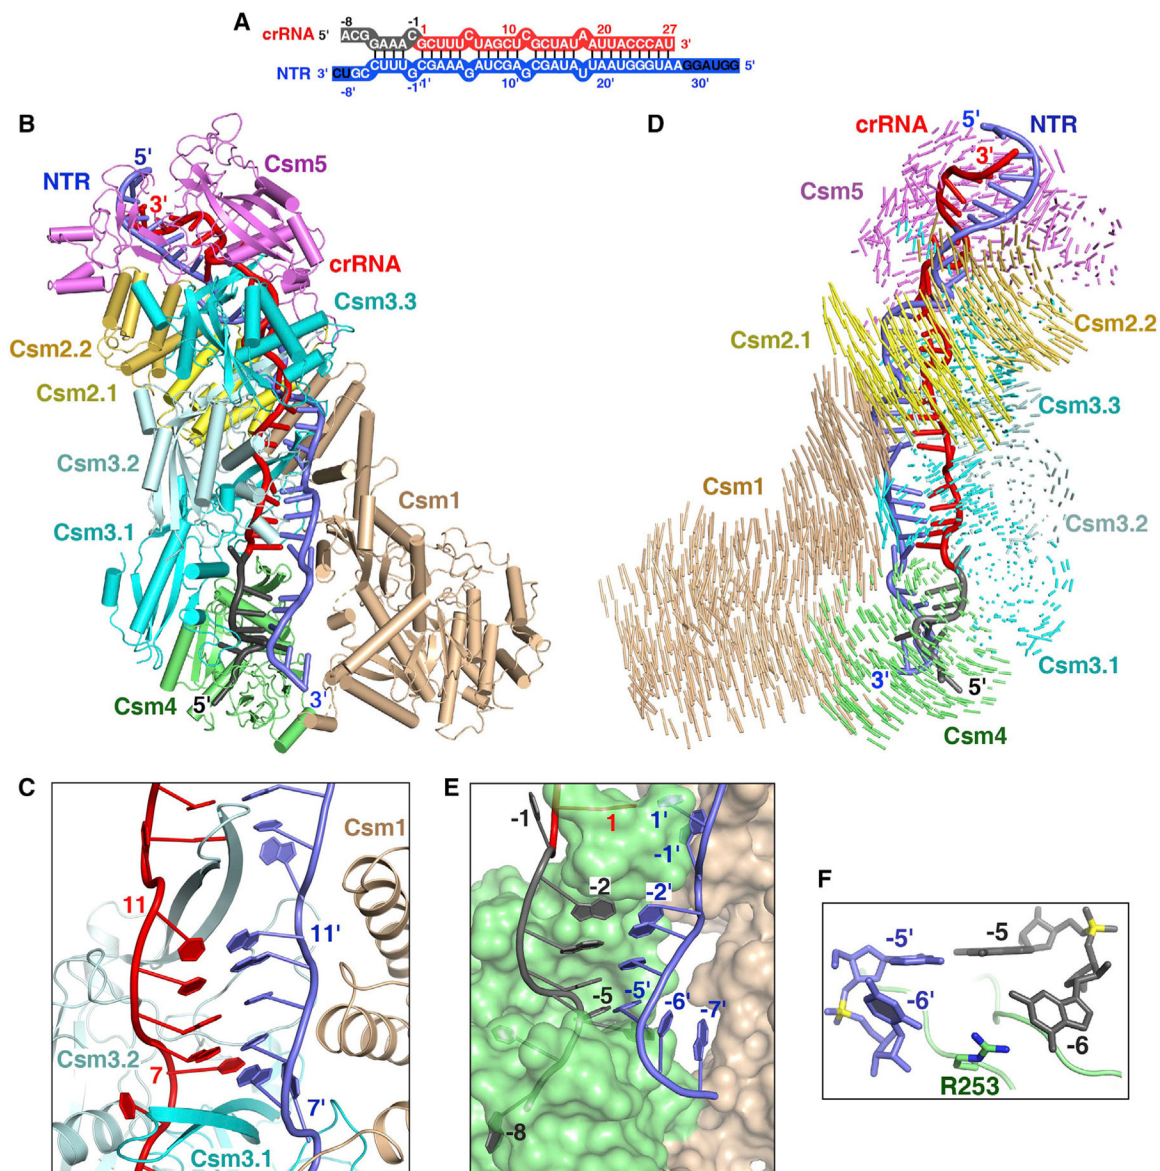 A
-8 -1 1 10 20 27
crRNA 5' ACG GAAA C GCUUU C UAGCU C GCUAU A AUUACCCAU 3'
NTR 3' CUGC CUUU G CGAAA G AUCGA G CGAUA U UAAUGGGUAA GGAUGG 5'
-8' -1' 1' 10' 20' 30'
B
5'
NTR
3'
Csm5
crRNA
Csm3.3
Csm2.2
Csm2.1
Csm3.2
Csm1
Csm3.1
Csm4
5'
3'
D
crRNA
5'
NTR
3'
Csm5
Csm2.1
Csm2.2
Csm3.3
Csm1
Csm3.2
Csm3.1
3'
5'
Csm4
C
Csm1
11
11'
Csm3.2
7
7'
Csm3.1
E
-1
1
1'
-1'
-2
-2'
-5
-5'
-6'
-7'
-8
F
-5'
-5
-6'
-6
R253